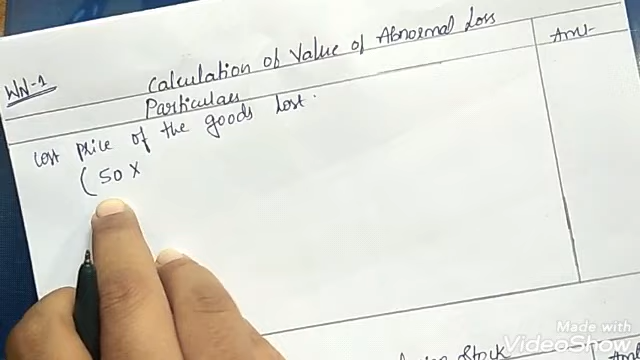 WN-1
Calculation of Value of Abnormal Loss
Particulars
Amt-
Cost price of the goods Lost.
(50 X
Stock
Made with
VideoShow